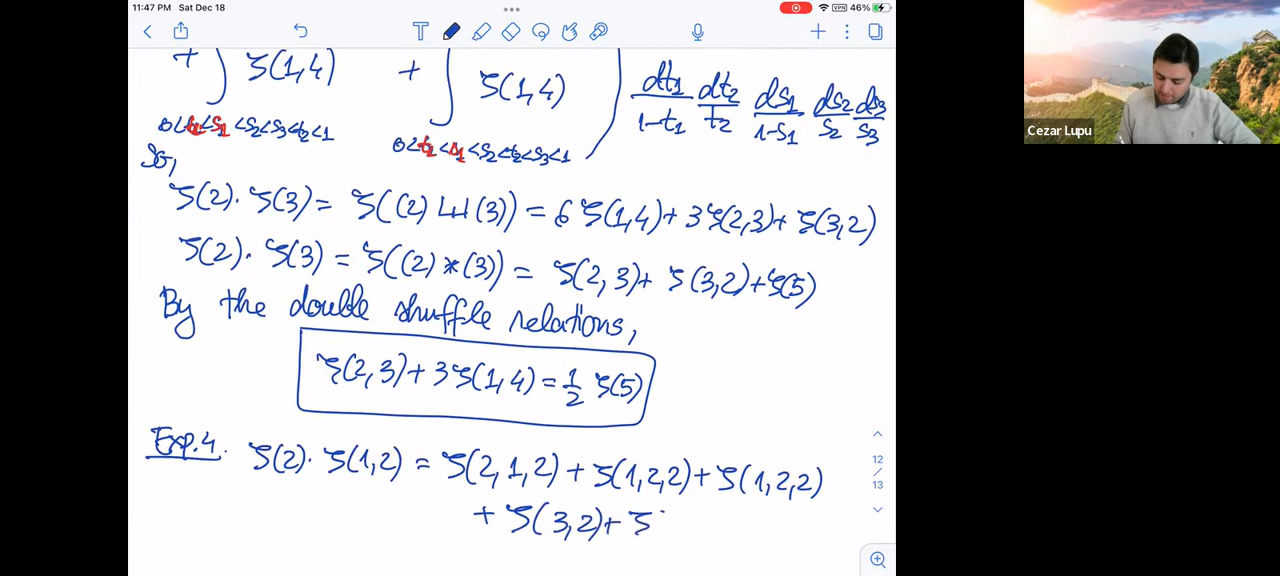 11:47 PM Sat Dec 18
VPN 46%
+ ∫ ζ(1,4) + ∫ ζ(1,4) dt₁/1-t₁ dt₂/t₂ ds₁/1-s₁ ds₂/s₂ ds₃/s₃
0<t₁<s₁<s₂<s₃<t₂<1 0<t₁<s₁<s₂<t₂<s₃<1
So,
ζ(2)·ζ(3) = ζ((2) Ш (3)) = 6ζ(1,4)+3ζ(2,3)+ζ(3,2)
ζ(2)·ζ(3) = ζ((2)*(3)) = ζ(2,3)+ζ(3,2)+ζ(5)
By the double shuffle relations,
ζ(2,3)+3ζ(1,4)=½ζ(5)
Exp.4. ζ(2)·ζ(1,2) = ζ(2,1,2)+ζ(1,2,2)+ζ(1,2,2)
+ ζ(3,2)+ζ
12
/
13
Cezar Lupu